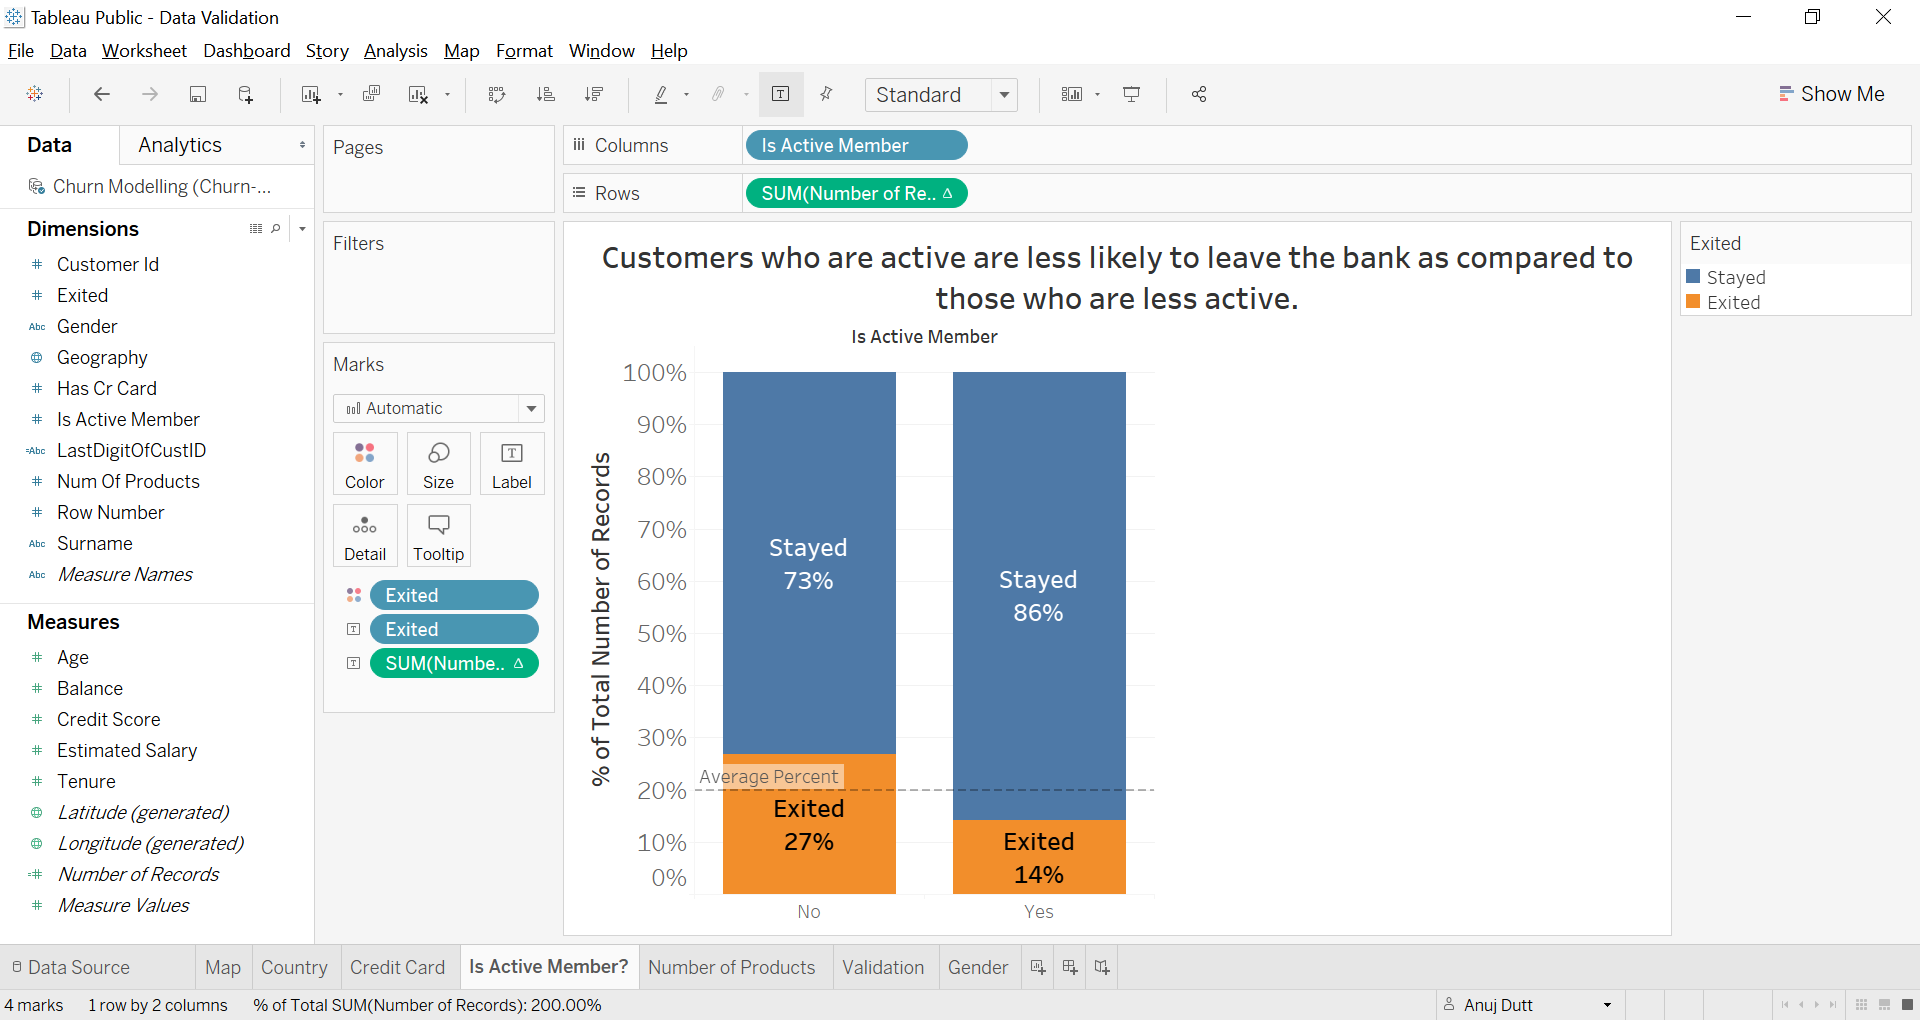 Tableau Public - Data Validation
File Data Worksheet Dashboard Story Analysis Map Format Window Help
Standard
Show Me
Data Analytics
Churn Modelling (Churn-...
Dimensions
# Customer Id
# Exited
Abc Gender
Geography
# Has Cr Card
# Is Active Member
=Abc LastDigitOfCustID
# Num Of Products
# Row Number
Abc Surname
Abc Measure Names
Measures
# Age
# Balance
# Credit Score
# Estimated Salary
# Tenure
Latitude (generated)
Longitude (generated)
=# Number of Records
# Measure Values
Pages
Filters
Marks
Automatic
Color Size Label
Detail Tooltip
Exited
Exited
SUM(Numbe.. Δ
Columns Is Active Member
Rows SUM(Number of Re.. Δ
Customers who are active are less likely to leave the bank as compared to
those who are less active.
Is Active Member
% of Total Number of Records
100%
90%
80%
70%
60%
50%
40%
30%
20%
10%
0%
Stayed
73%
Average Percent
Exited
27%
Stayed
86%
Exited
14%
No Yes
Exited
Stayed
Exited
Data Source Map Country Credit Card Is Active Member? Number of Products Validation Gender
4 marks 1 row by 2 columns % of Total SUM(Number of Records): 200.00% Anuj Dutt